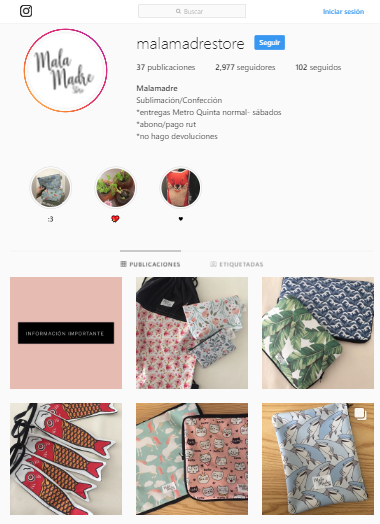 Buscar
Iniciar sesión
Mala
Madre
Store
malamadrestore
Seguir
37 publicaciones 2,977 seguidores 102 seguidos
Malamadre
Sublimación/Confección
*entregas Metro Quinta normal- sábados
*abono/pago rut
*no hago devoluciones
:3
PUBLICACIONES
ETIQUETADAS
INFORMACIÓN IMPORTANTE